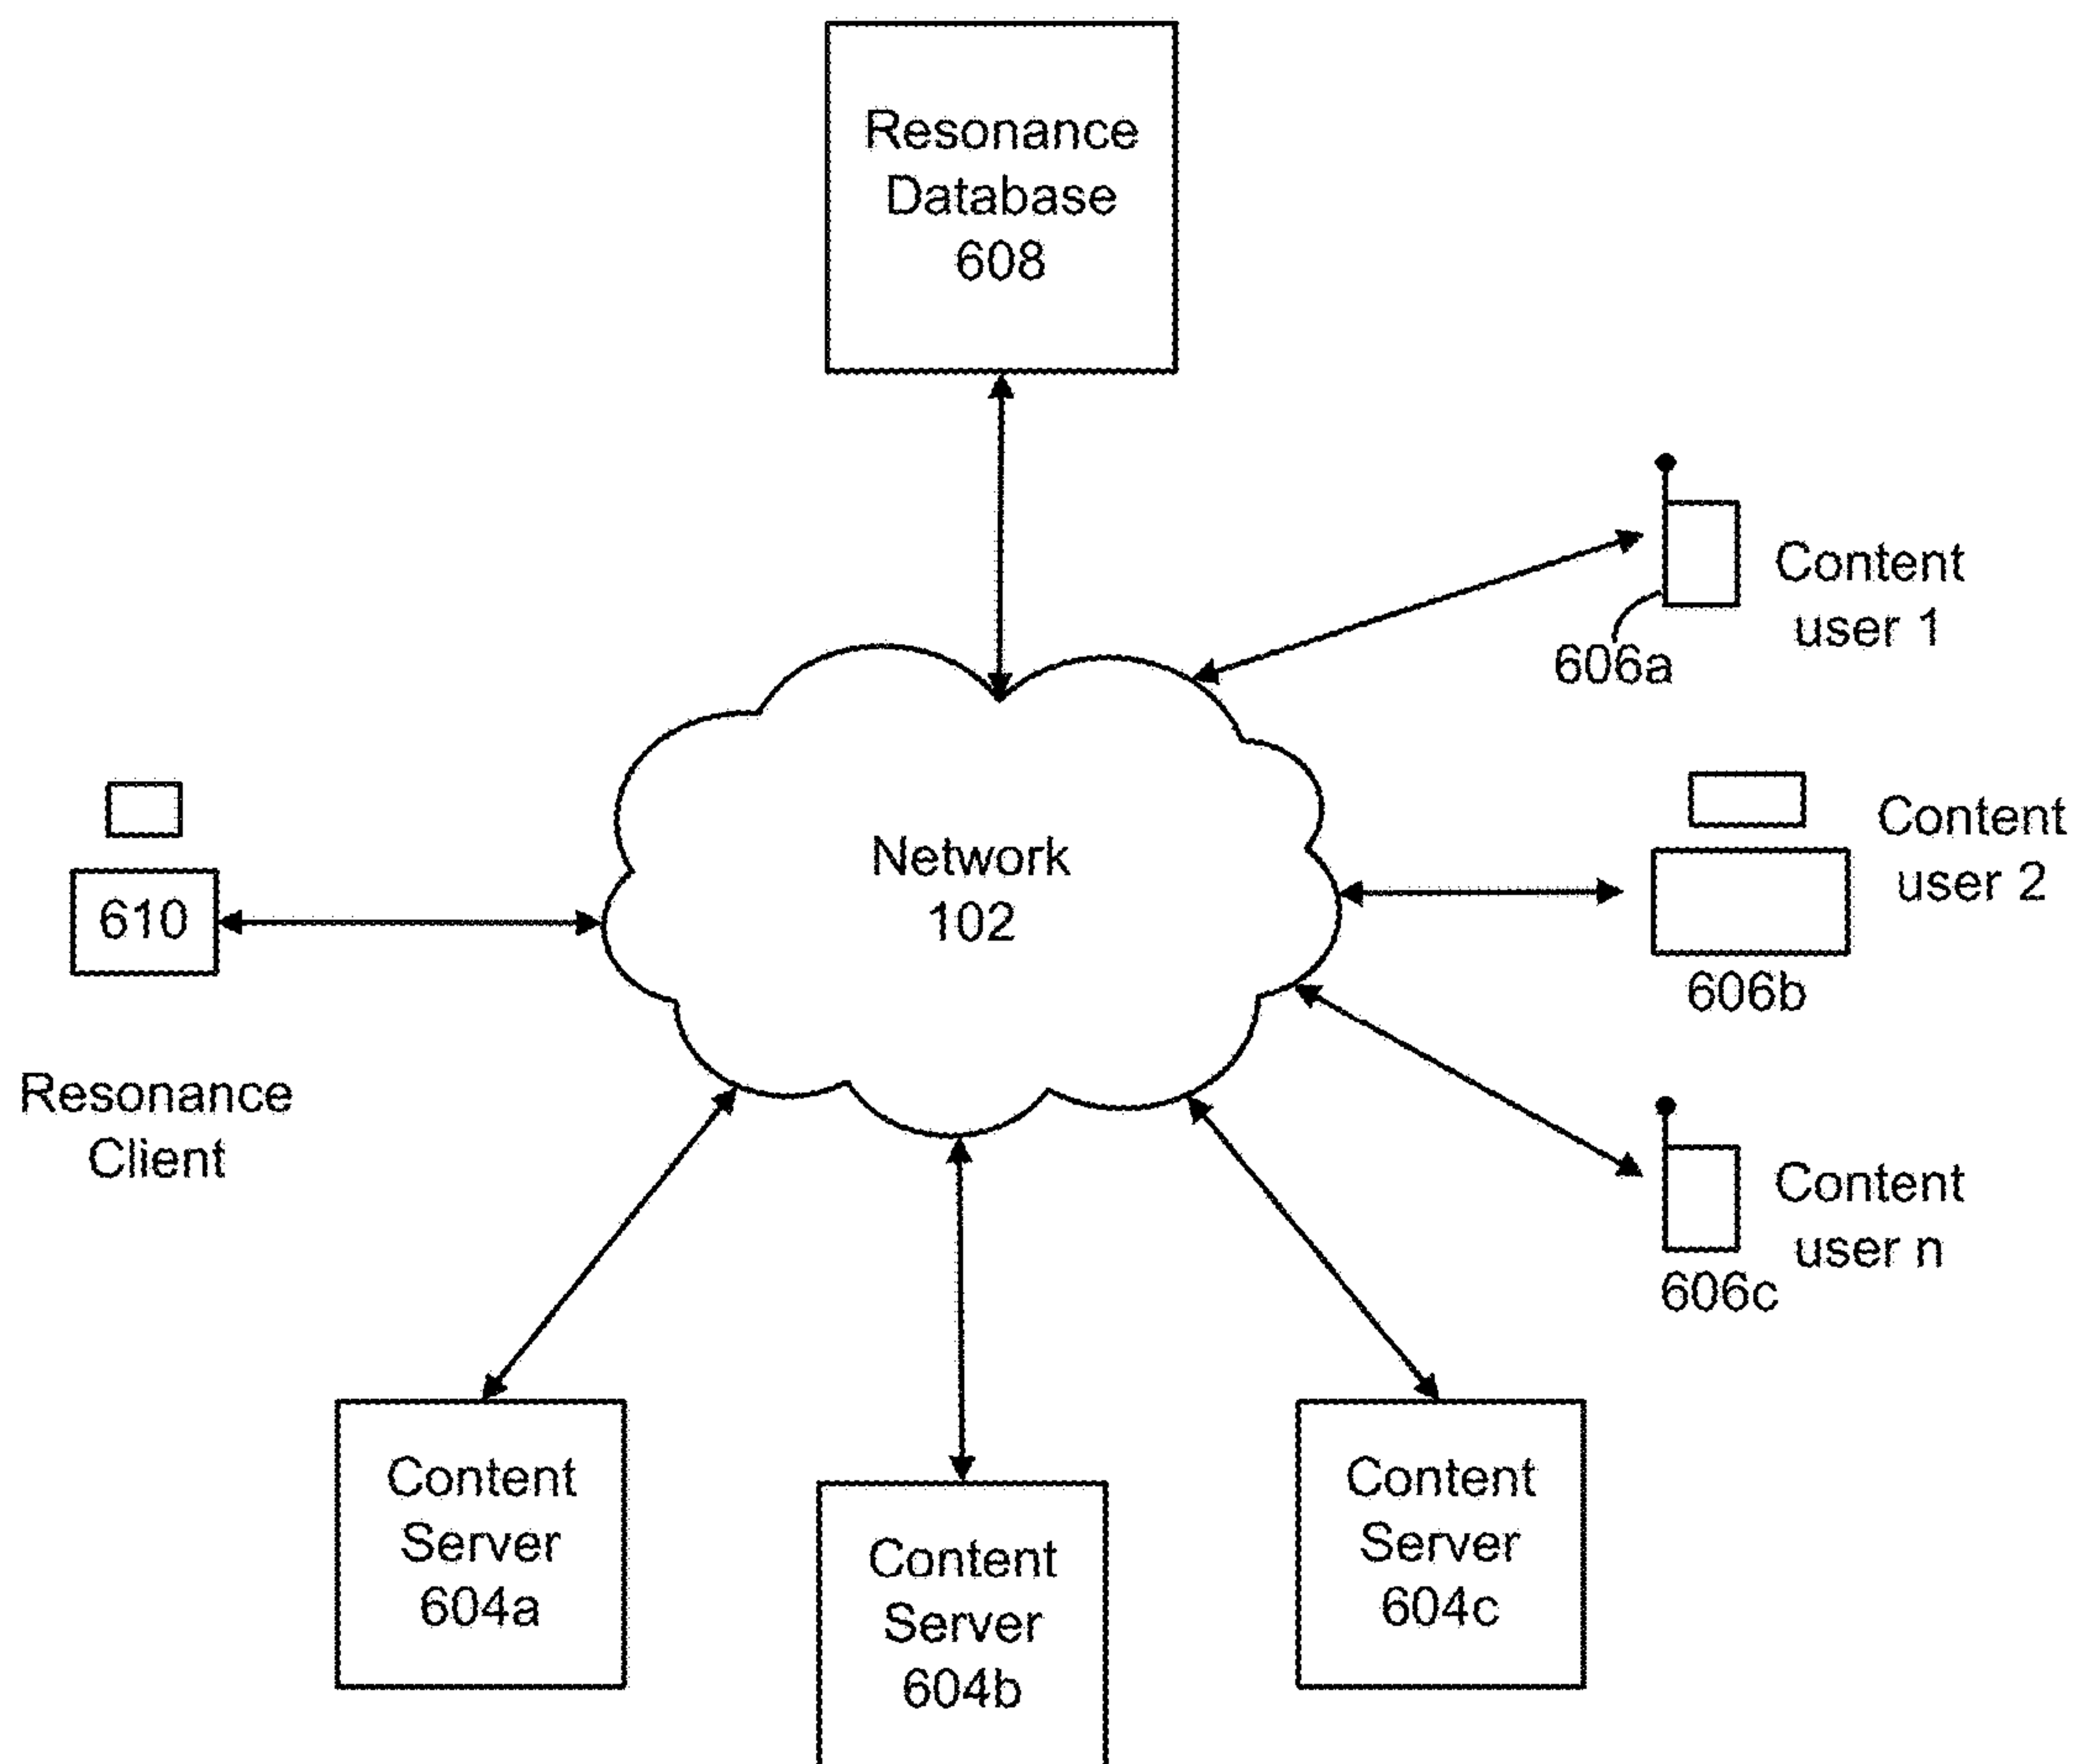 Resonance
Database
608
Content
user 1
606a
Content
user 2
606b
Network
102
610
Resonance
Client
Content
user n
606c
Content
Server
604a
Content
Server
604b
Content
Server
604c